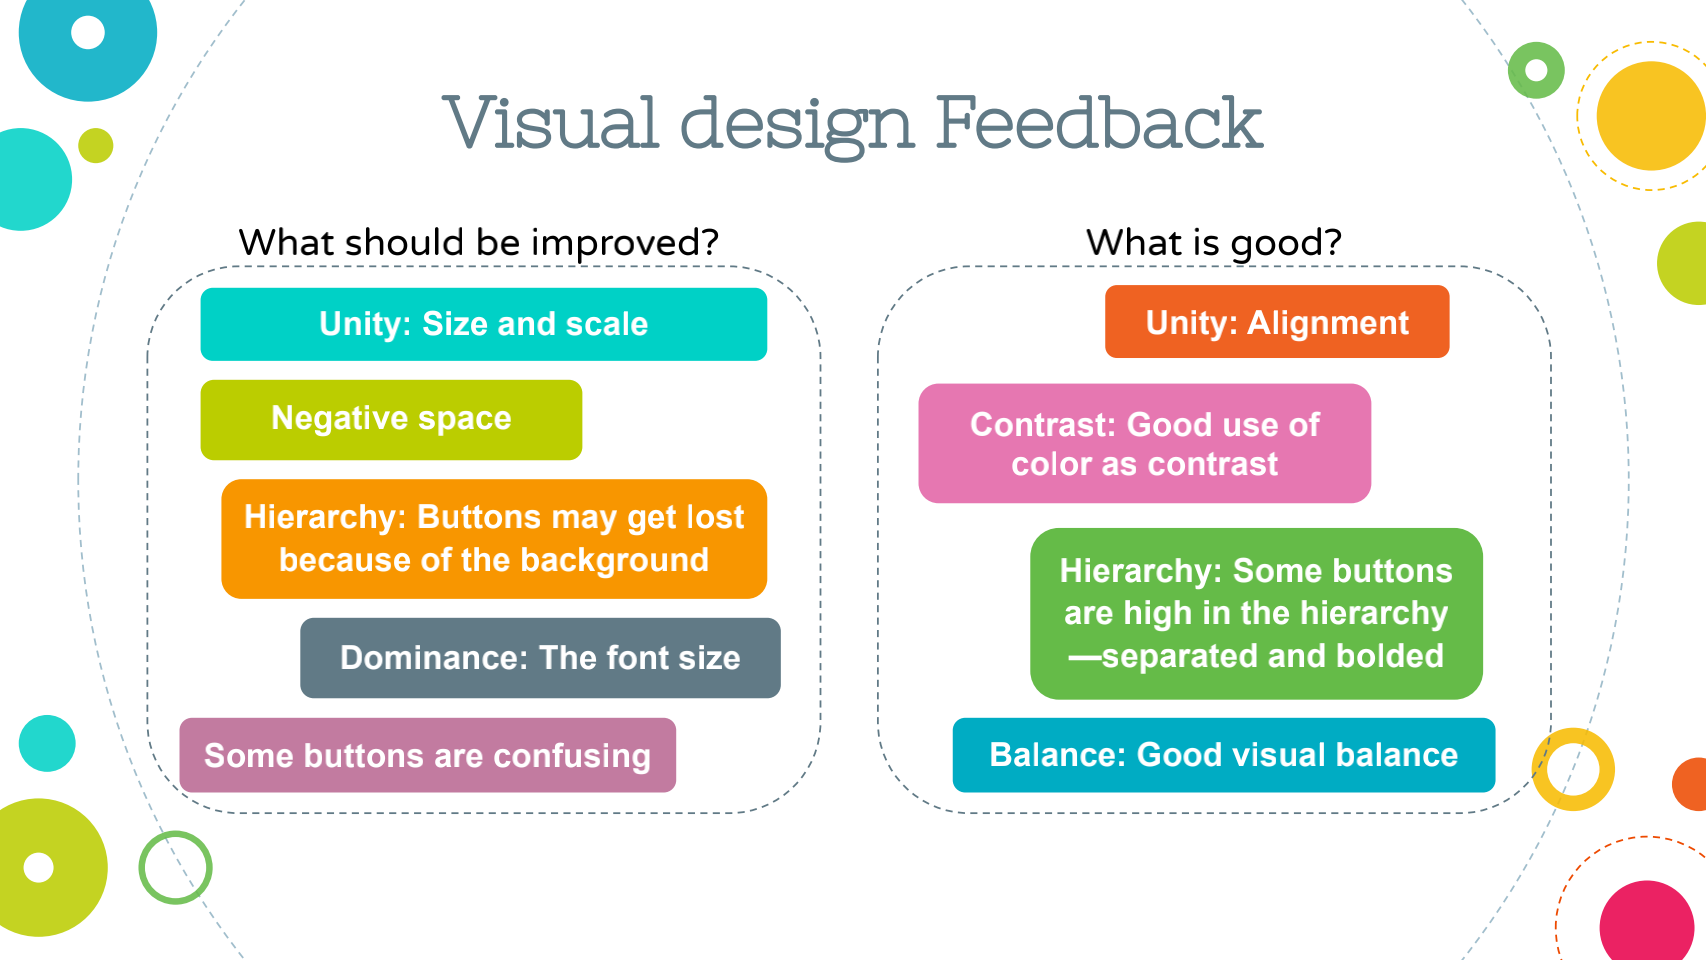 Visual design Feedback
What should be improved?
Unity: Size and scale
Negative space
Hierarchy: Buttons may get lost
because of the background
Dominance: The font size
Some buttons are confusing
What is good?
Unity: Alignment
Contrast: Good use of
color as contrast
Hierarchy: Some buttons
are high in the hierarchy
—separated and bolded
Balance: Good visual balance